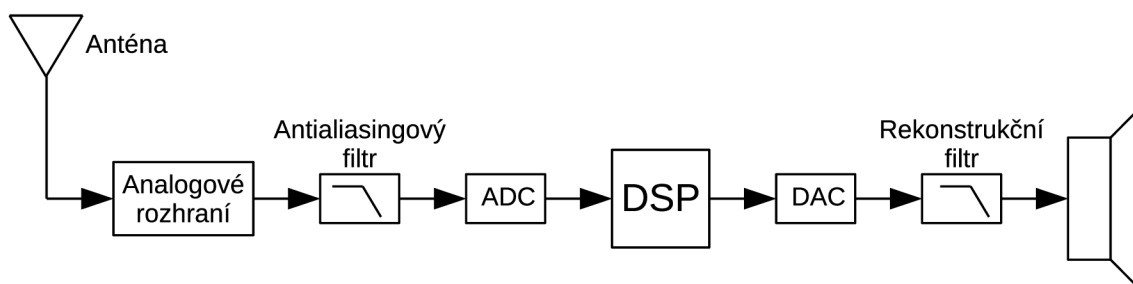 Anténa
Analogové
rozhraní
Antialiasingový
filtr
ADC
DSP
DAC
Rekonstrukční
filtr